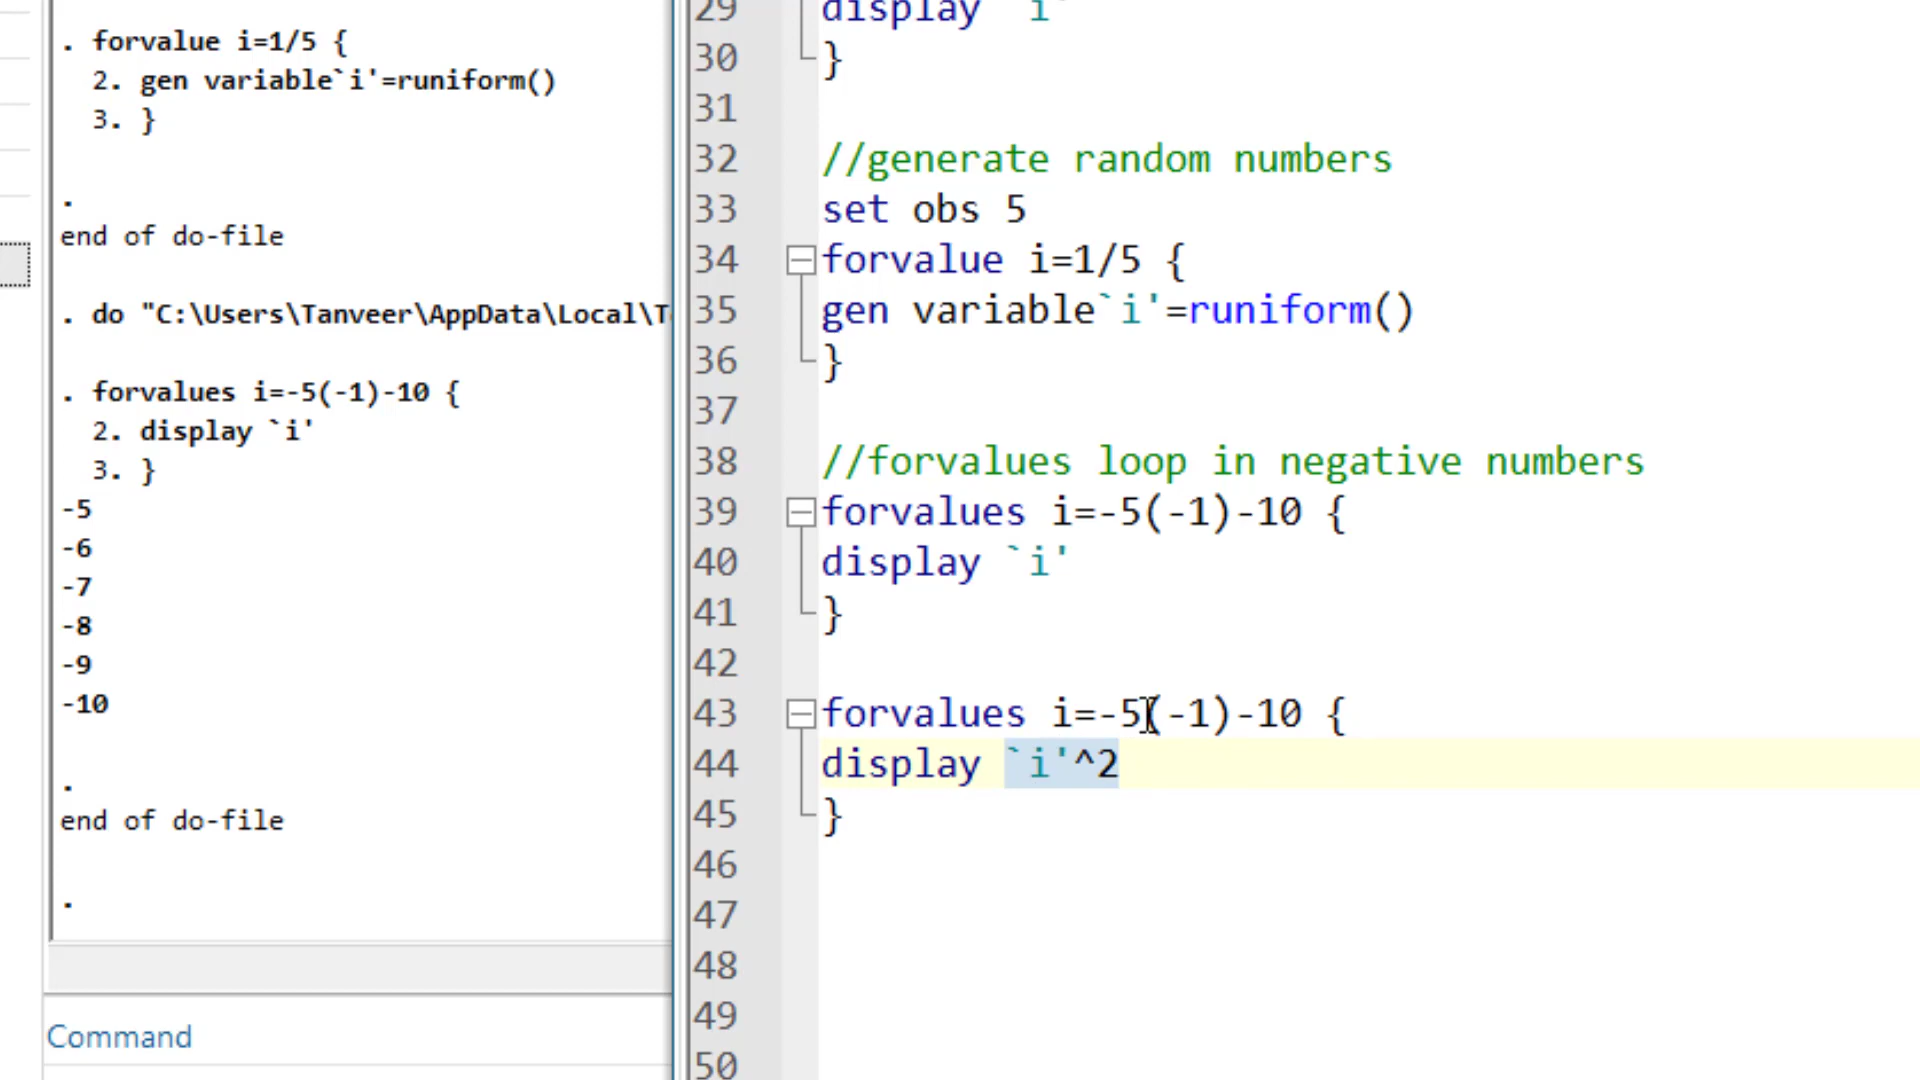 . forvalue i=1/5 {
2. gen variable`i'=runiform()
3. }
.
end of do-file
. do "C:\Users\Tanveer\AppData\Local\T
. forvalues i=-5(-1)-10 {
2. display `i'
3. }
-5
-6
-7
-8
-9
-10
.
end of do-file
.
Command
29 display `i'
30 }
31
32 //generate random numbers
33 set obs 5
34 forvalue i=1/5 {
35 gen variable`i'=runiform()
36 }
37
38 //forvalues loop in negative numbers
39 forvalues i=-5(-1)-10 {
40 display `i'
41 }
42
43 forvalues i=-5(-1)-10 {
44 display `i'^2
45 }
46
47
48
49
50